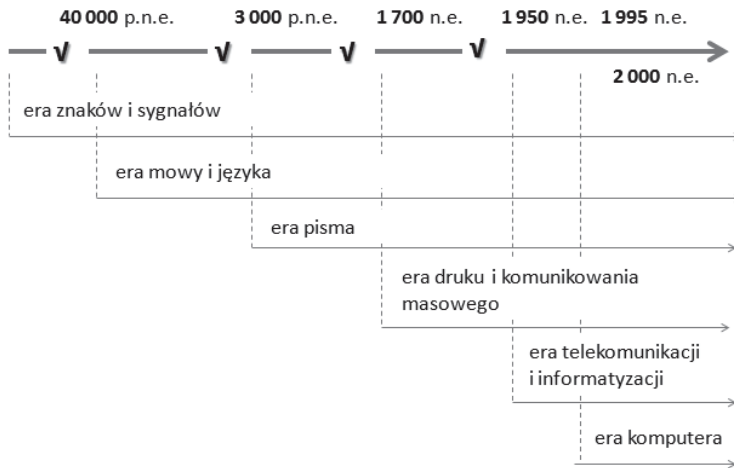 40 000 p.n.e. 3 000 p.n.e. 1 700 n.e. 1 950 n.e. 1 995 n.e.
2 000 n.e.
era znaków i sygnałów
era mowy i języka
era pisma
era druku i komunikowania
masowego
era telekomunikacji
i informatyzacji
era komputera